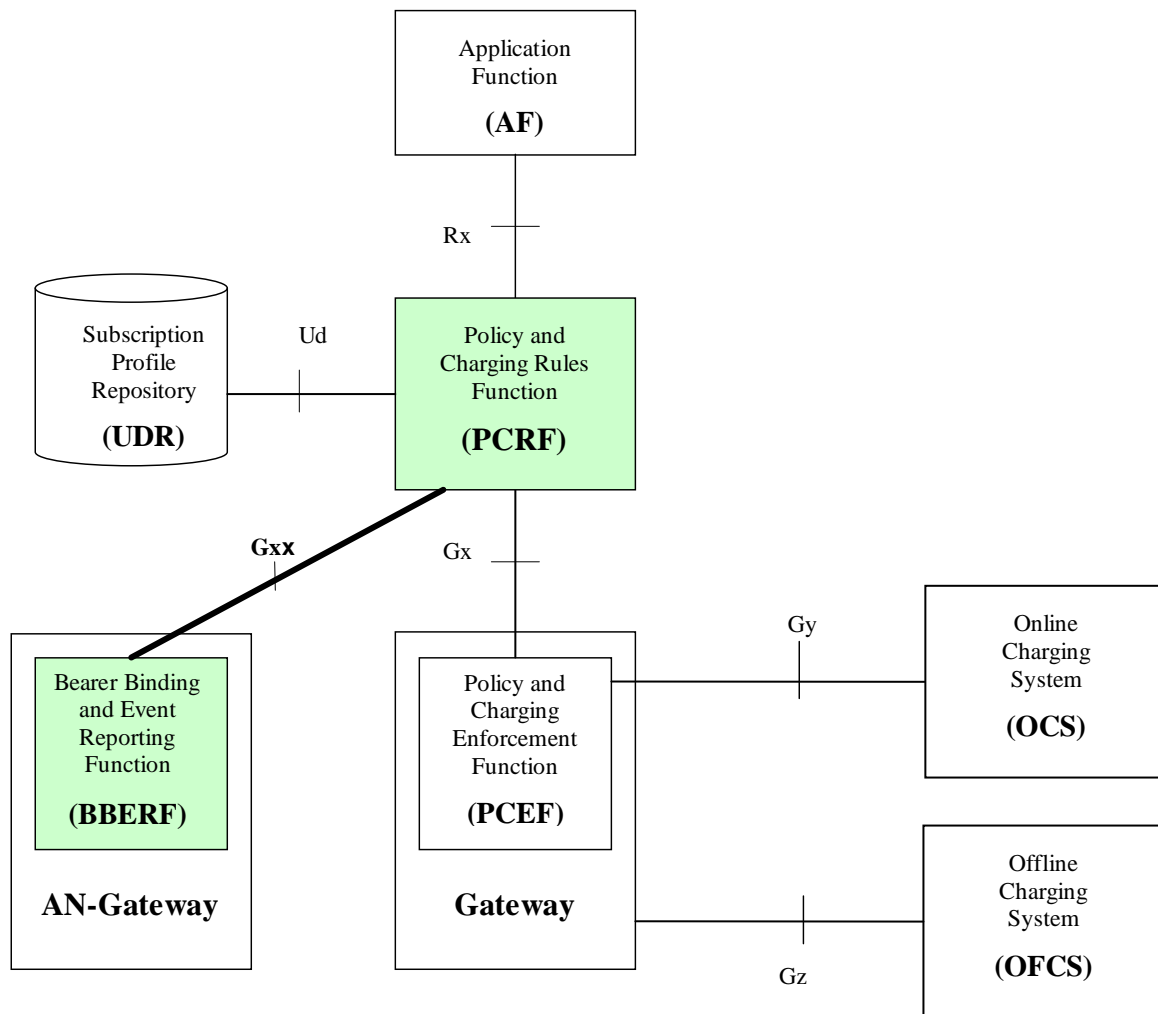 Application
Function
(AF)
Rx
Subscription
Profile
Repository
(UDR)
Ud
Policy and
Charging Rules
Function
(PCRF)
Gxx
Gx
Bearer Binding
and Event
Reporting
Function
(BBERF)
AN-Gateway
Policy and
Charging
Enforcement
Function
(PCEF)
Gateway
Gy
Online
Charging
System
(OCS)
Gz
Offline
Charging
System
(OFCS)